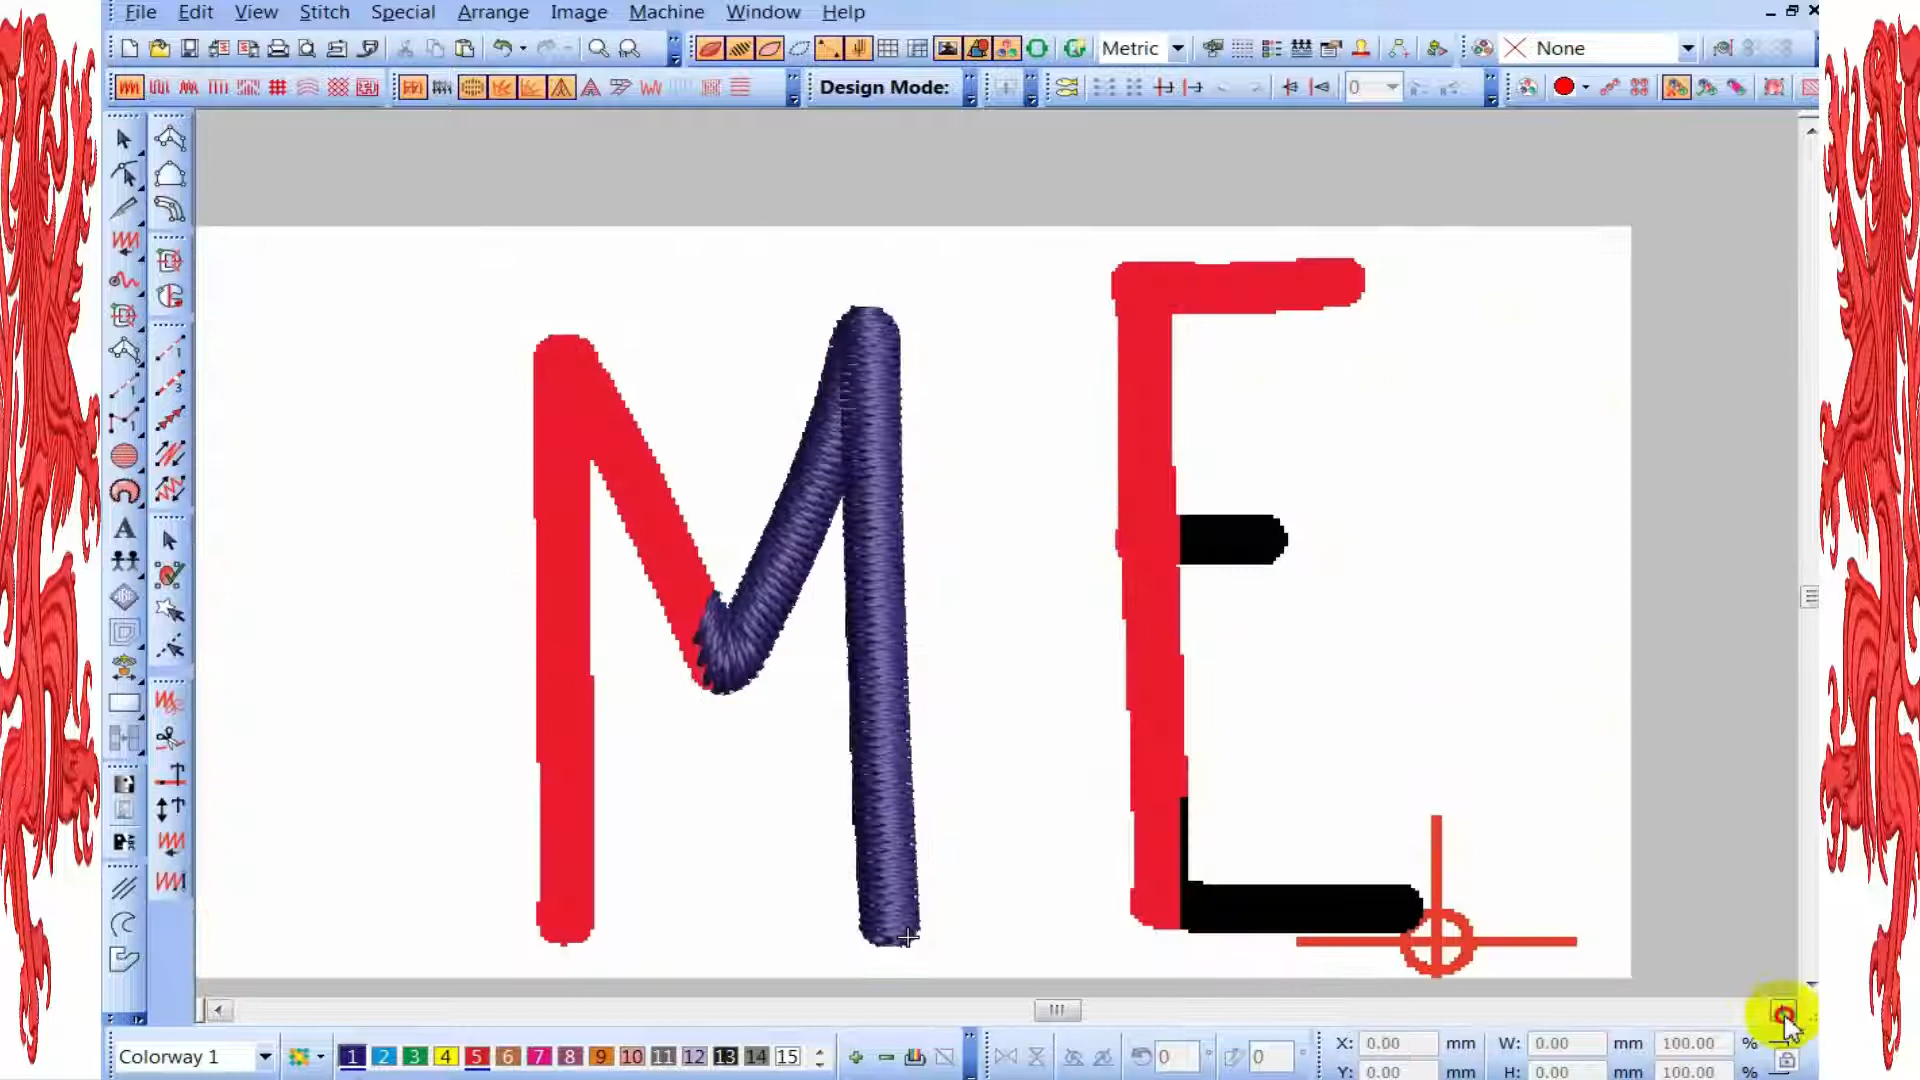 File Edit View Stitch Special Arrange Image Machine Window Help
Metric None
Design Mode: 0
ME
Colorway 1 1 2 3 4 5 6 7 8 9 10 11 12 13 14 15 0 0 X: 0.00 mm W: 0.00 mm 100.00 %
Y: 0.00 mm H: 0.00 mm 100.00 %